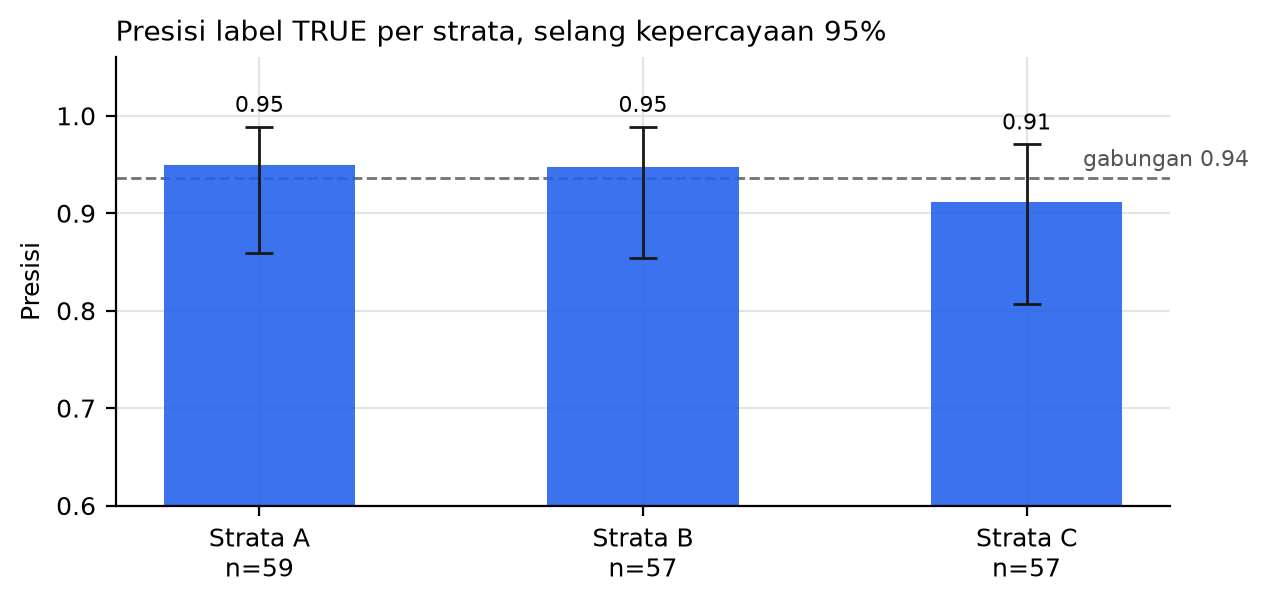 Presisi label TRUE per strata, selang kepercayaan 95%
Presisi
1.0
0.9
0.8
0.7
0.6
0.95
0.95
0.91
gabungan 0.94
Strata A
n=59
Strata B
n=57
Strata C
n=57